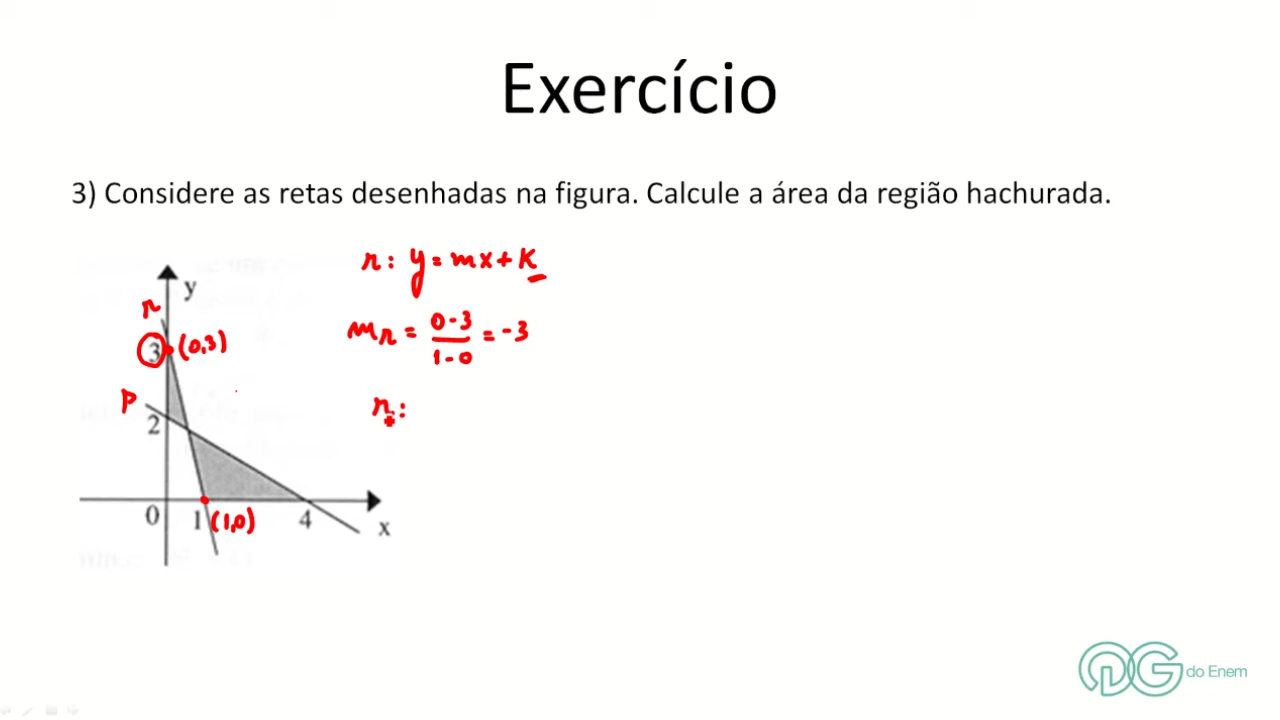 Exercício
3) Considere as retas desenhadas na figura. Calcule a área da região hachurada.
r: y = mx + K
y
r
mr = 0-3 / 1-0 = -3
3 (0,3)
P
r:
2
0 1 (1,0) 4 x
DG do Enem